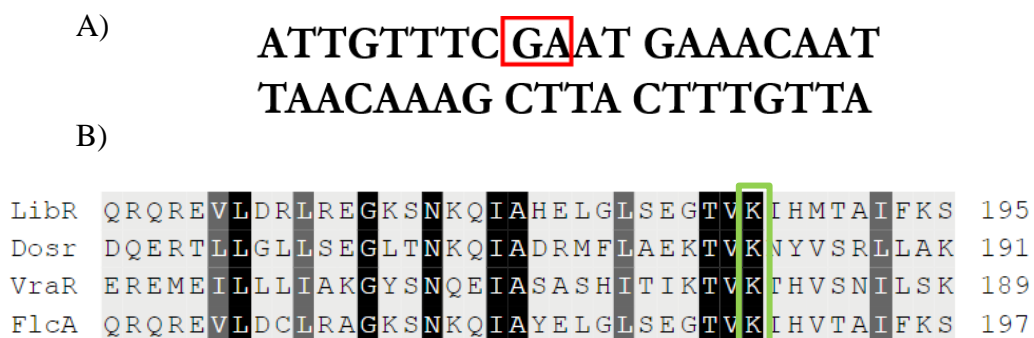 A)
ATTGTTTC GAAT GAAACAAT
TAACAAAG CTTA CTTTGTTA
B)
LibR QRQREVLDRLREGKSNKQIAHELGLSEGTVKIHMTAIFKS 195
Dosr DQERTLLGLLSEGLTNKQIADRMFLAEKTVKNYVSRLLAK 191
VraR EREMEILLLIAKGYSNQEIASASHITIKTVKTHVSNILSK 189
FlcA QRQREVLDCLRAGKSNKQIAYELGLSEGTVKIHVTAIFKS 197